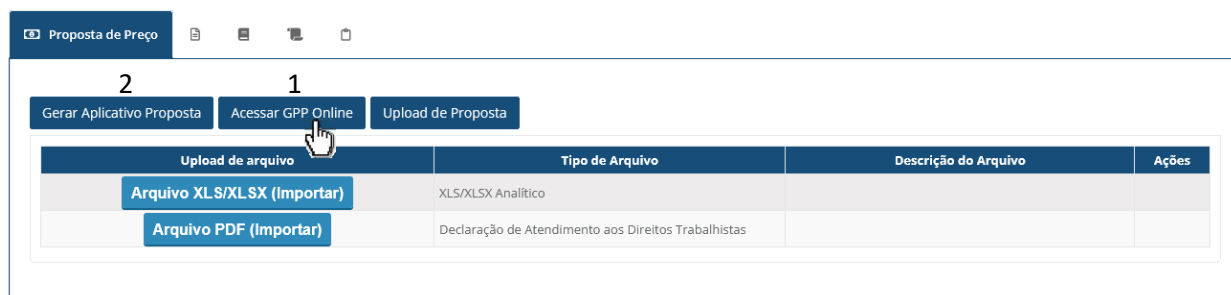 Proposta de Preço
2 1
Gerar Aplicativo Proposta Acessar GPP Online Upload de Proposta
Upload de arquivo Tipo de Arquivo Descrição do Arquivo Ações
Arquivo XLS/XLSX (Importar) XLS/XLSX Analítico
Arquivo PDF (Importar) Declaração de Atendimento aos Direitos Trabalhistas